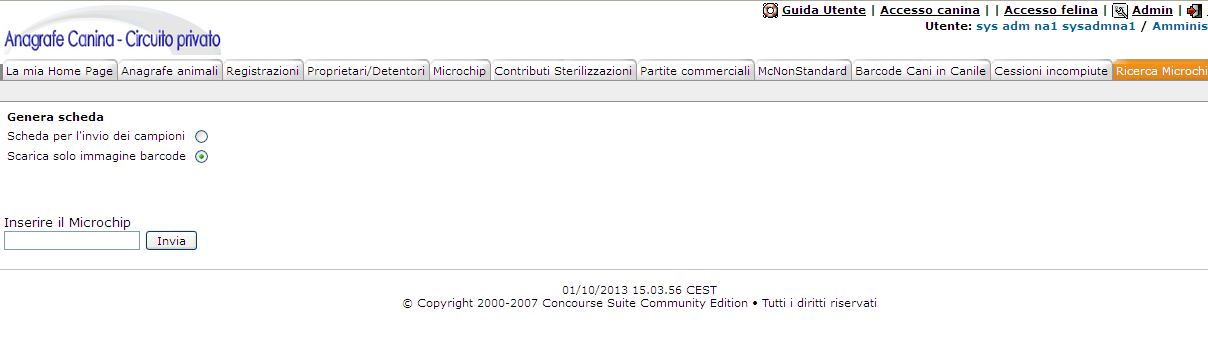 Guida Utente | Accesso canina | | Accesso felina | Admin |
Utente: sys adm na1 sysadmna1 / Amminis
Anagrafe Canina - Circuito privato
La mia Home Page Anagrafe animali Registrazioni Proprietari/Detentori Microchip Contributi Sterilizzazioni Partite commerciali McNonStandard Barcode Cani in Canile Cessioni incompiute Ricerca Microchi
Genera scheda
Scheda per l'invio dei campioni
Scarica solo immagine barcode
Inserire il Microchip
Invia
01/10/2013 15.03.56 CEST
© Copyright 2000-2007 Concourse Suite Community Edition • Tutti i diritti riservati